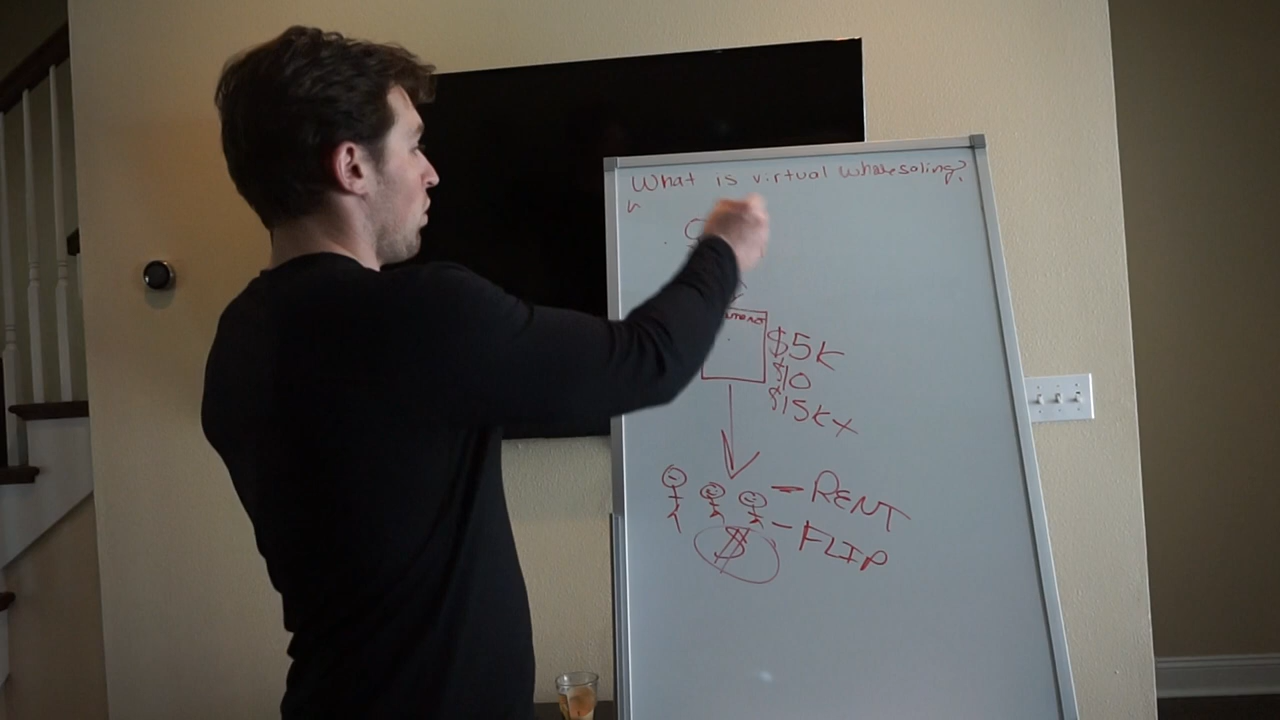 What is virtual wholesaling?
$5K
$10
$15K+
RENT
FLIP
$